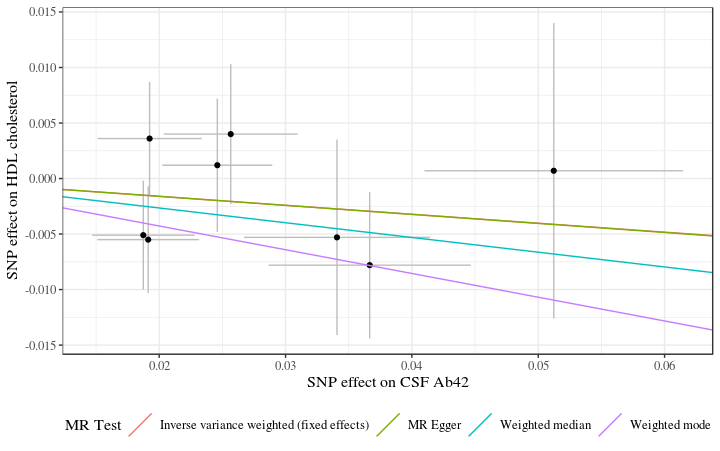 0.015
0.010
0.005
0.000
-0.005
-0.010
-0.015
SNP effect on HDL cholesterol
0.02 0.03 0.04 0.05 0.06
SNP effect on CSF Ab42
MR Test Inverse variance weighted (fixed effects) MR Egger Weighted median Weighted mode